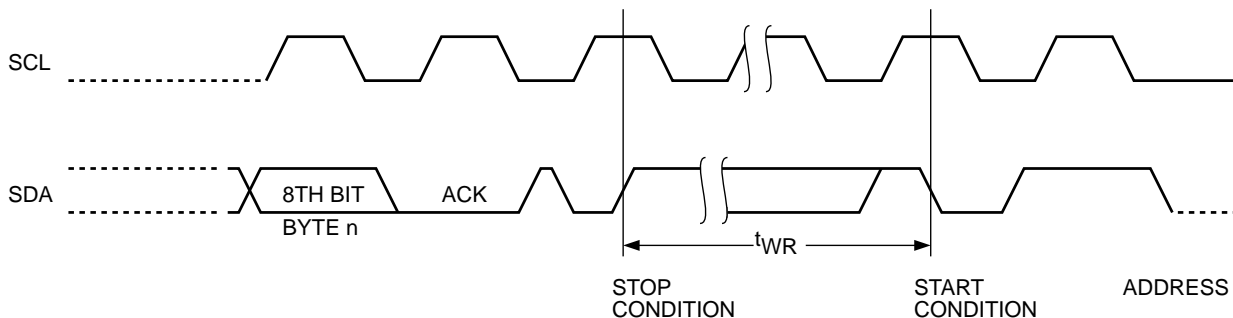 SCL
SDA
8TH BIT
ACK
BYTE n
tWR
STOP
CONDITION
START
CONDITION
ADDRESS